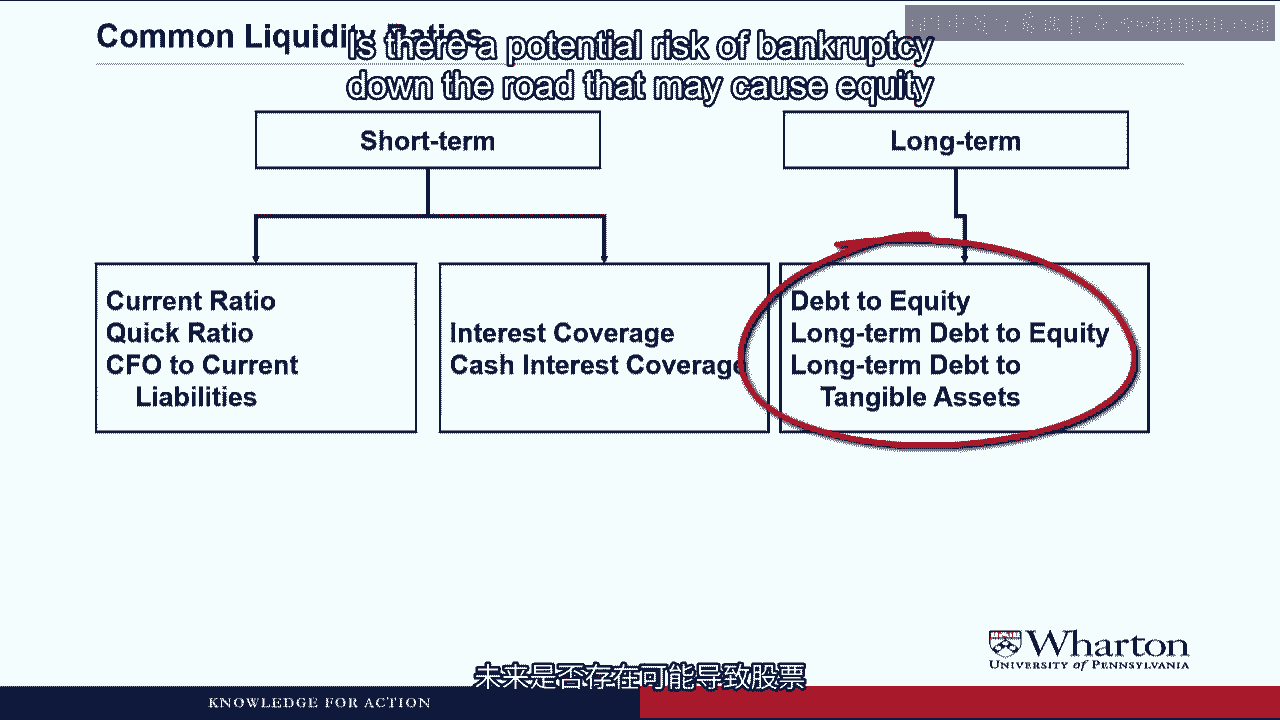 Common Liquidity Ratios
Is there a potential risk of bankruptcy
down the road that may cause equity
Short-term
Long-term
Current Ratio
Quick Ratio
CFO to Current
Liabilities
Interest Coverage
Cash Interest Coverage
Debt to Equity
Long-term Debt to Equity
Long-term Debt to
Tangible Assets
Wharton
UNIVERSITY of PENNSYLVANIA
未来是否存在可能导致股票
KNOWLEDGE FOR ACTION